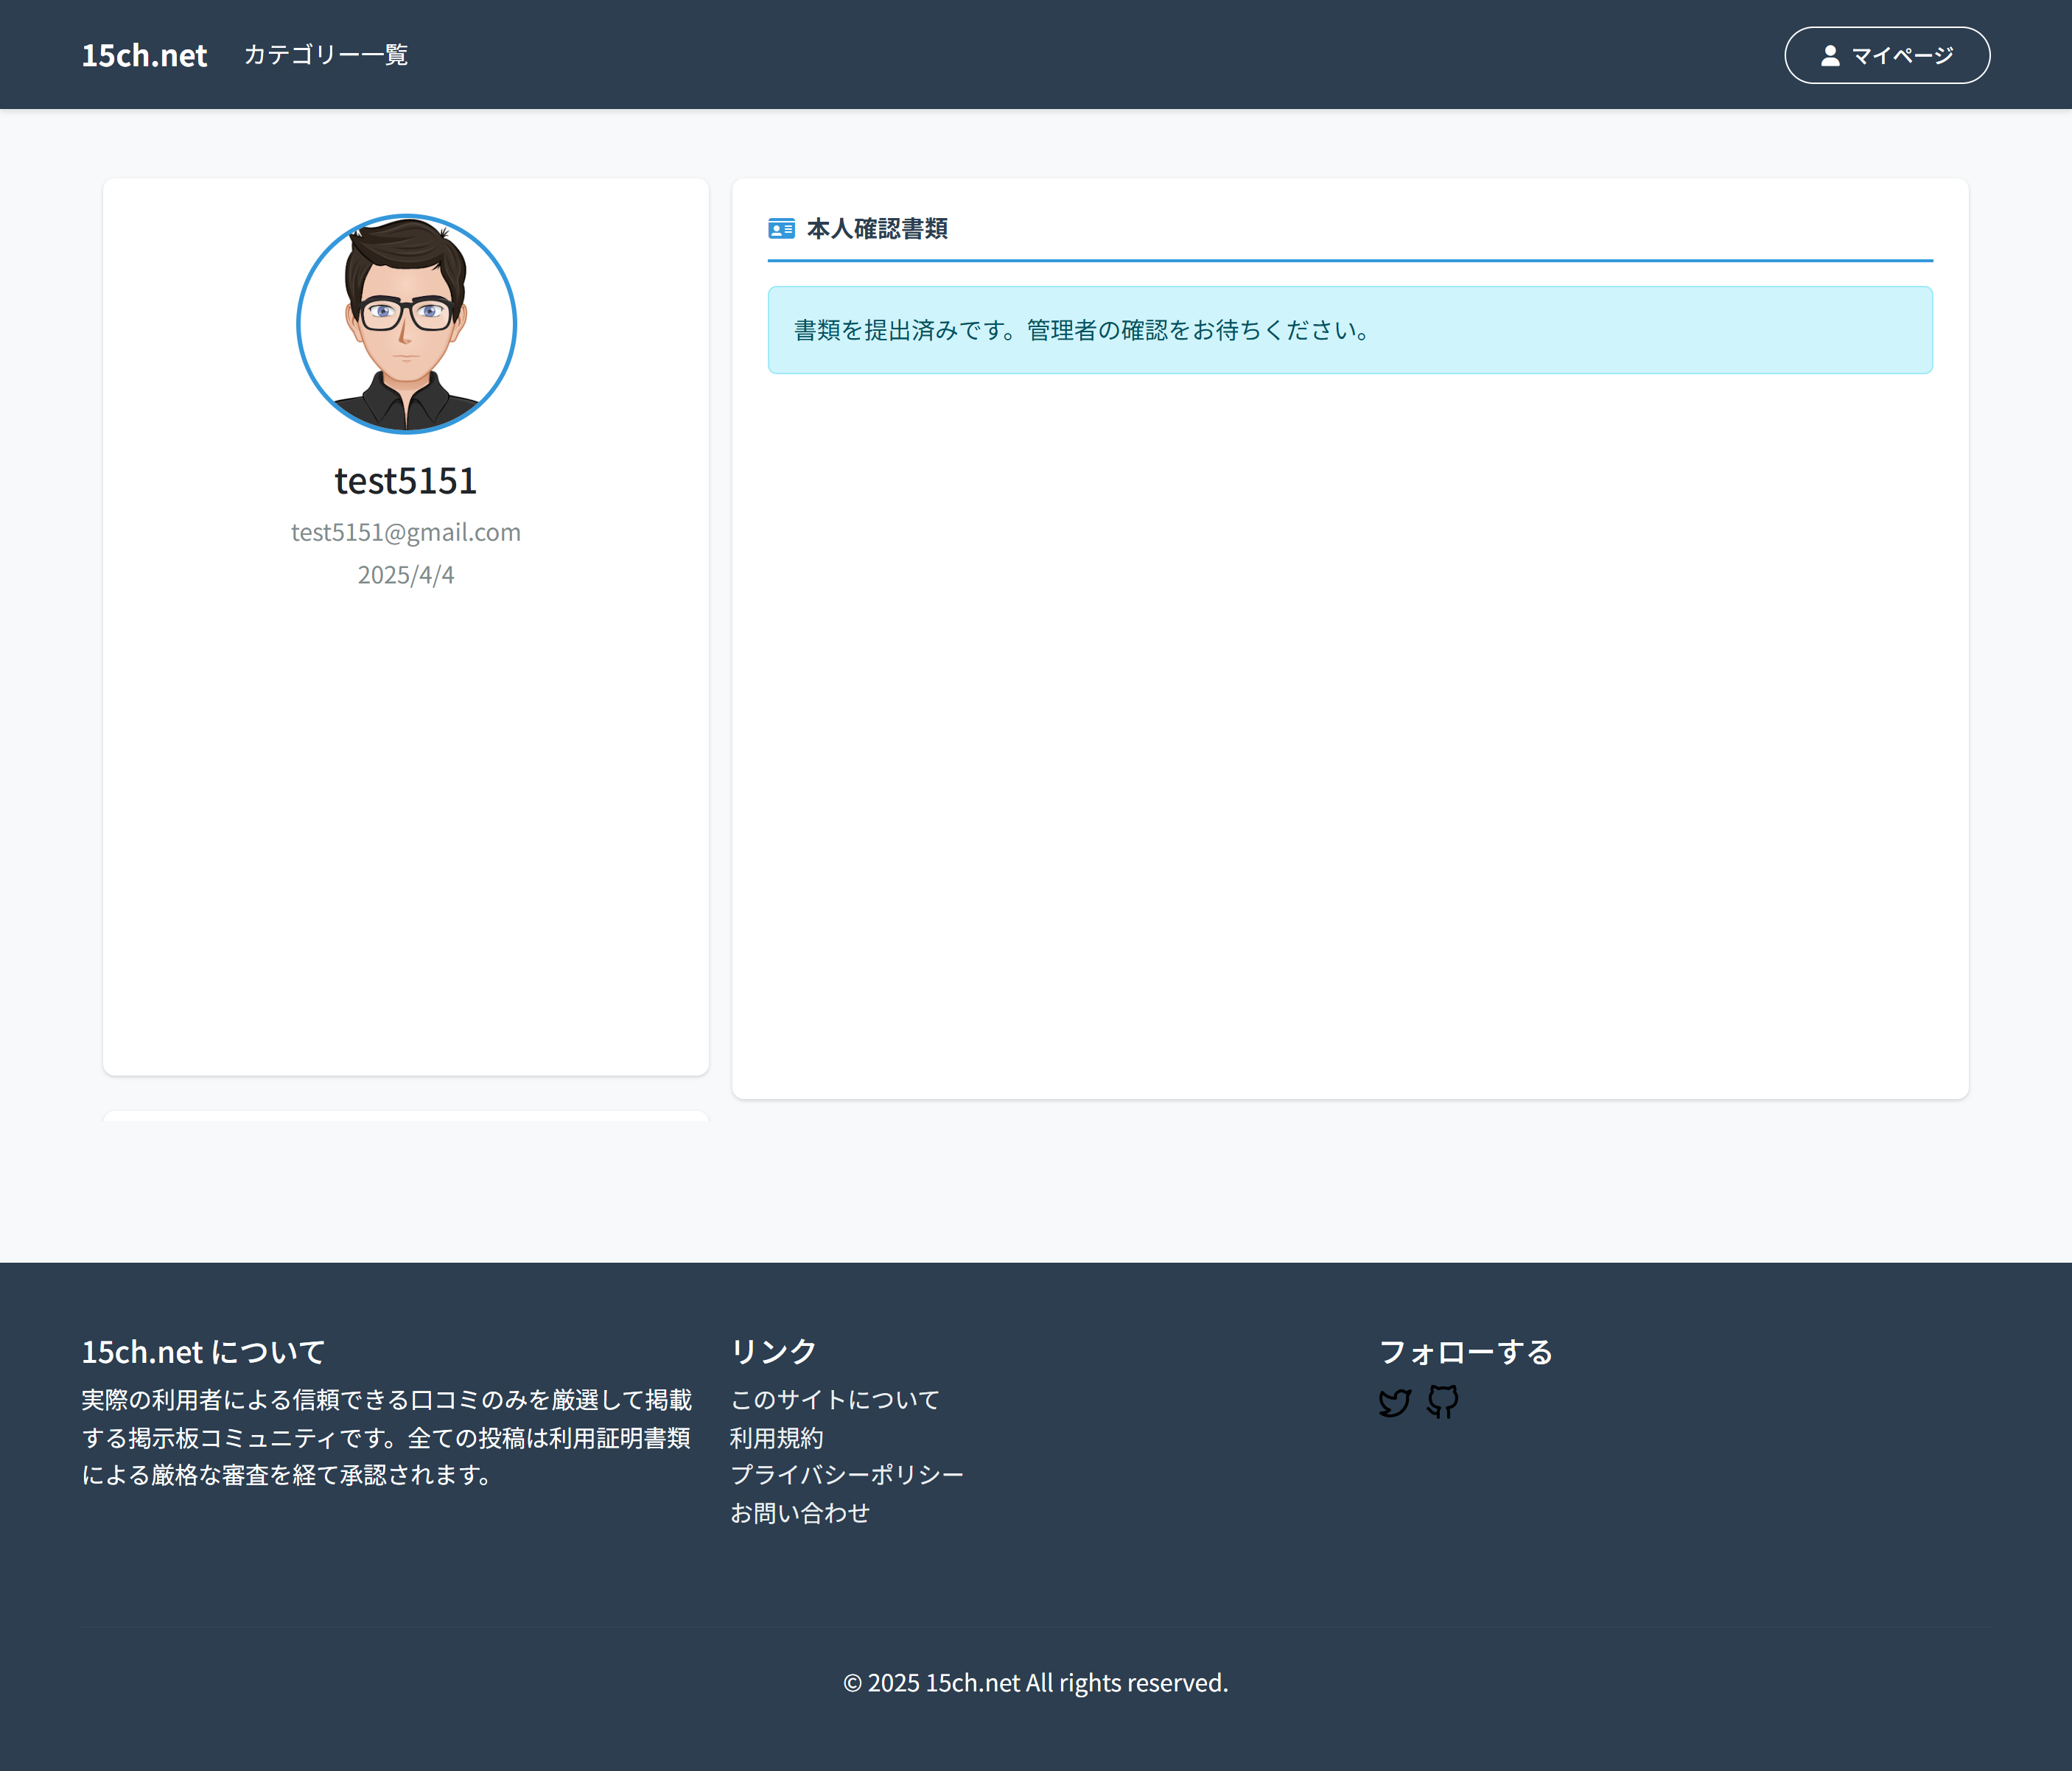 15ch.net
カテゴリー一覧
マイページ
test5151
test5151@gmail.com
2025/4/4
本人確認書類
書類を提出済みです。管理者の確認をお待ちください。
15ch.net について
実際の利用者による信頼できる口コミのみを厳選して掲載
する掲示板コミュニティです。全ての投稿は利用証明書類
による厳格な審査を経て承認されます。
リンク
このサイトについて
利用規約
プライバシーポリシー
お問い合わせ
フォローする
© 2025 15ch.net All rights reserved.